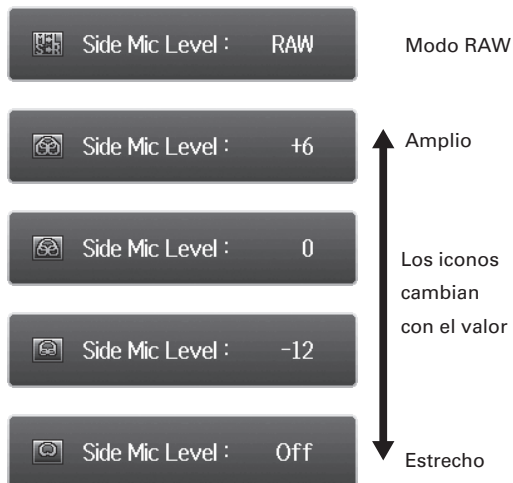 Side Mic Level : RAW
Modo RAW
Side Mic Level : +6
Amplio
Side Mic Level : 0
Los iconos
cambian
con el valor
Side Mic Level : -12
Side Mic Level : Off
Estrecho